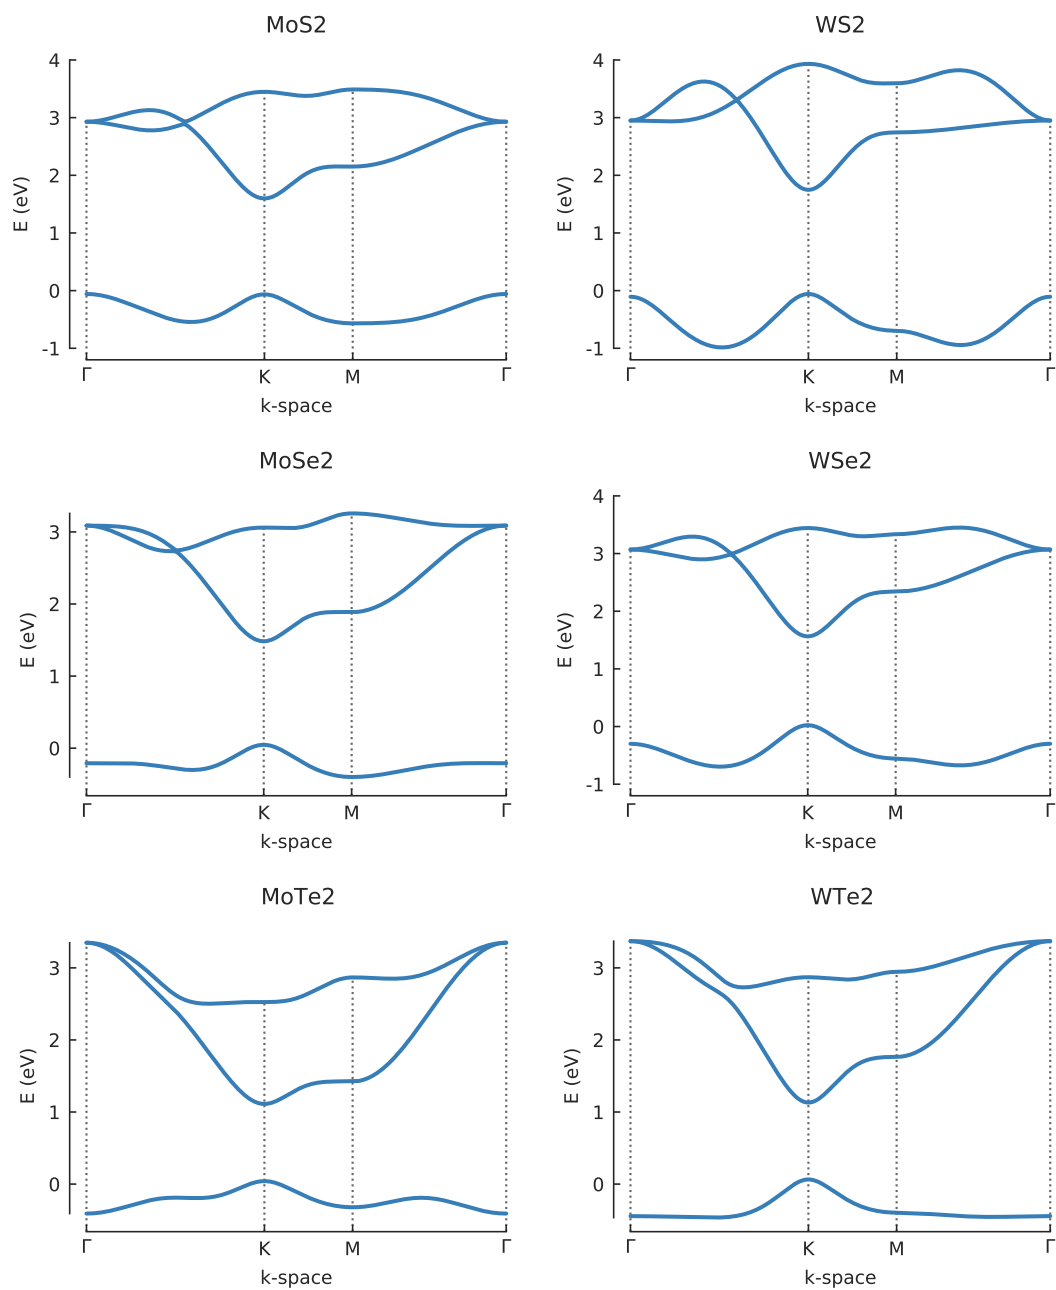 MoS2
4
3
2
1
0
-1
E (eV)
Γ K M Γ
k-space
WS2
4
3
2
1
0
-1
E (eV)
Γ K M Γ
k-space
MoSe2
3
2
1
0
E (eV)
Γ K M Γ
k-space
WSe2
4
3
2
1
0
-1
E (eV)
Γ K M Γ
k-space
MoTe2
3
2
1
0
E (eV)
Γ K M Γ
k-space
WTe2
3
2
1
0
E (eV)
Γ K M Γ
k-space